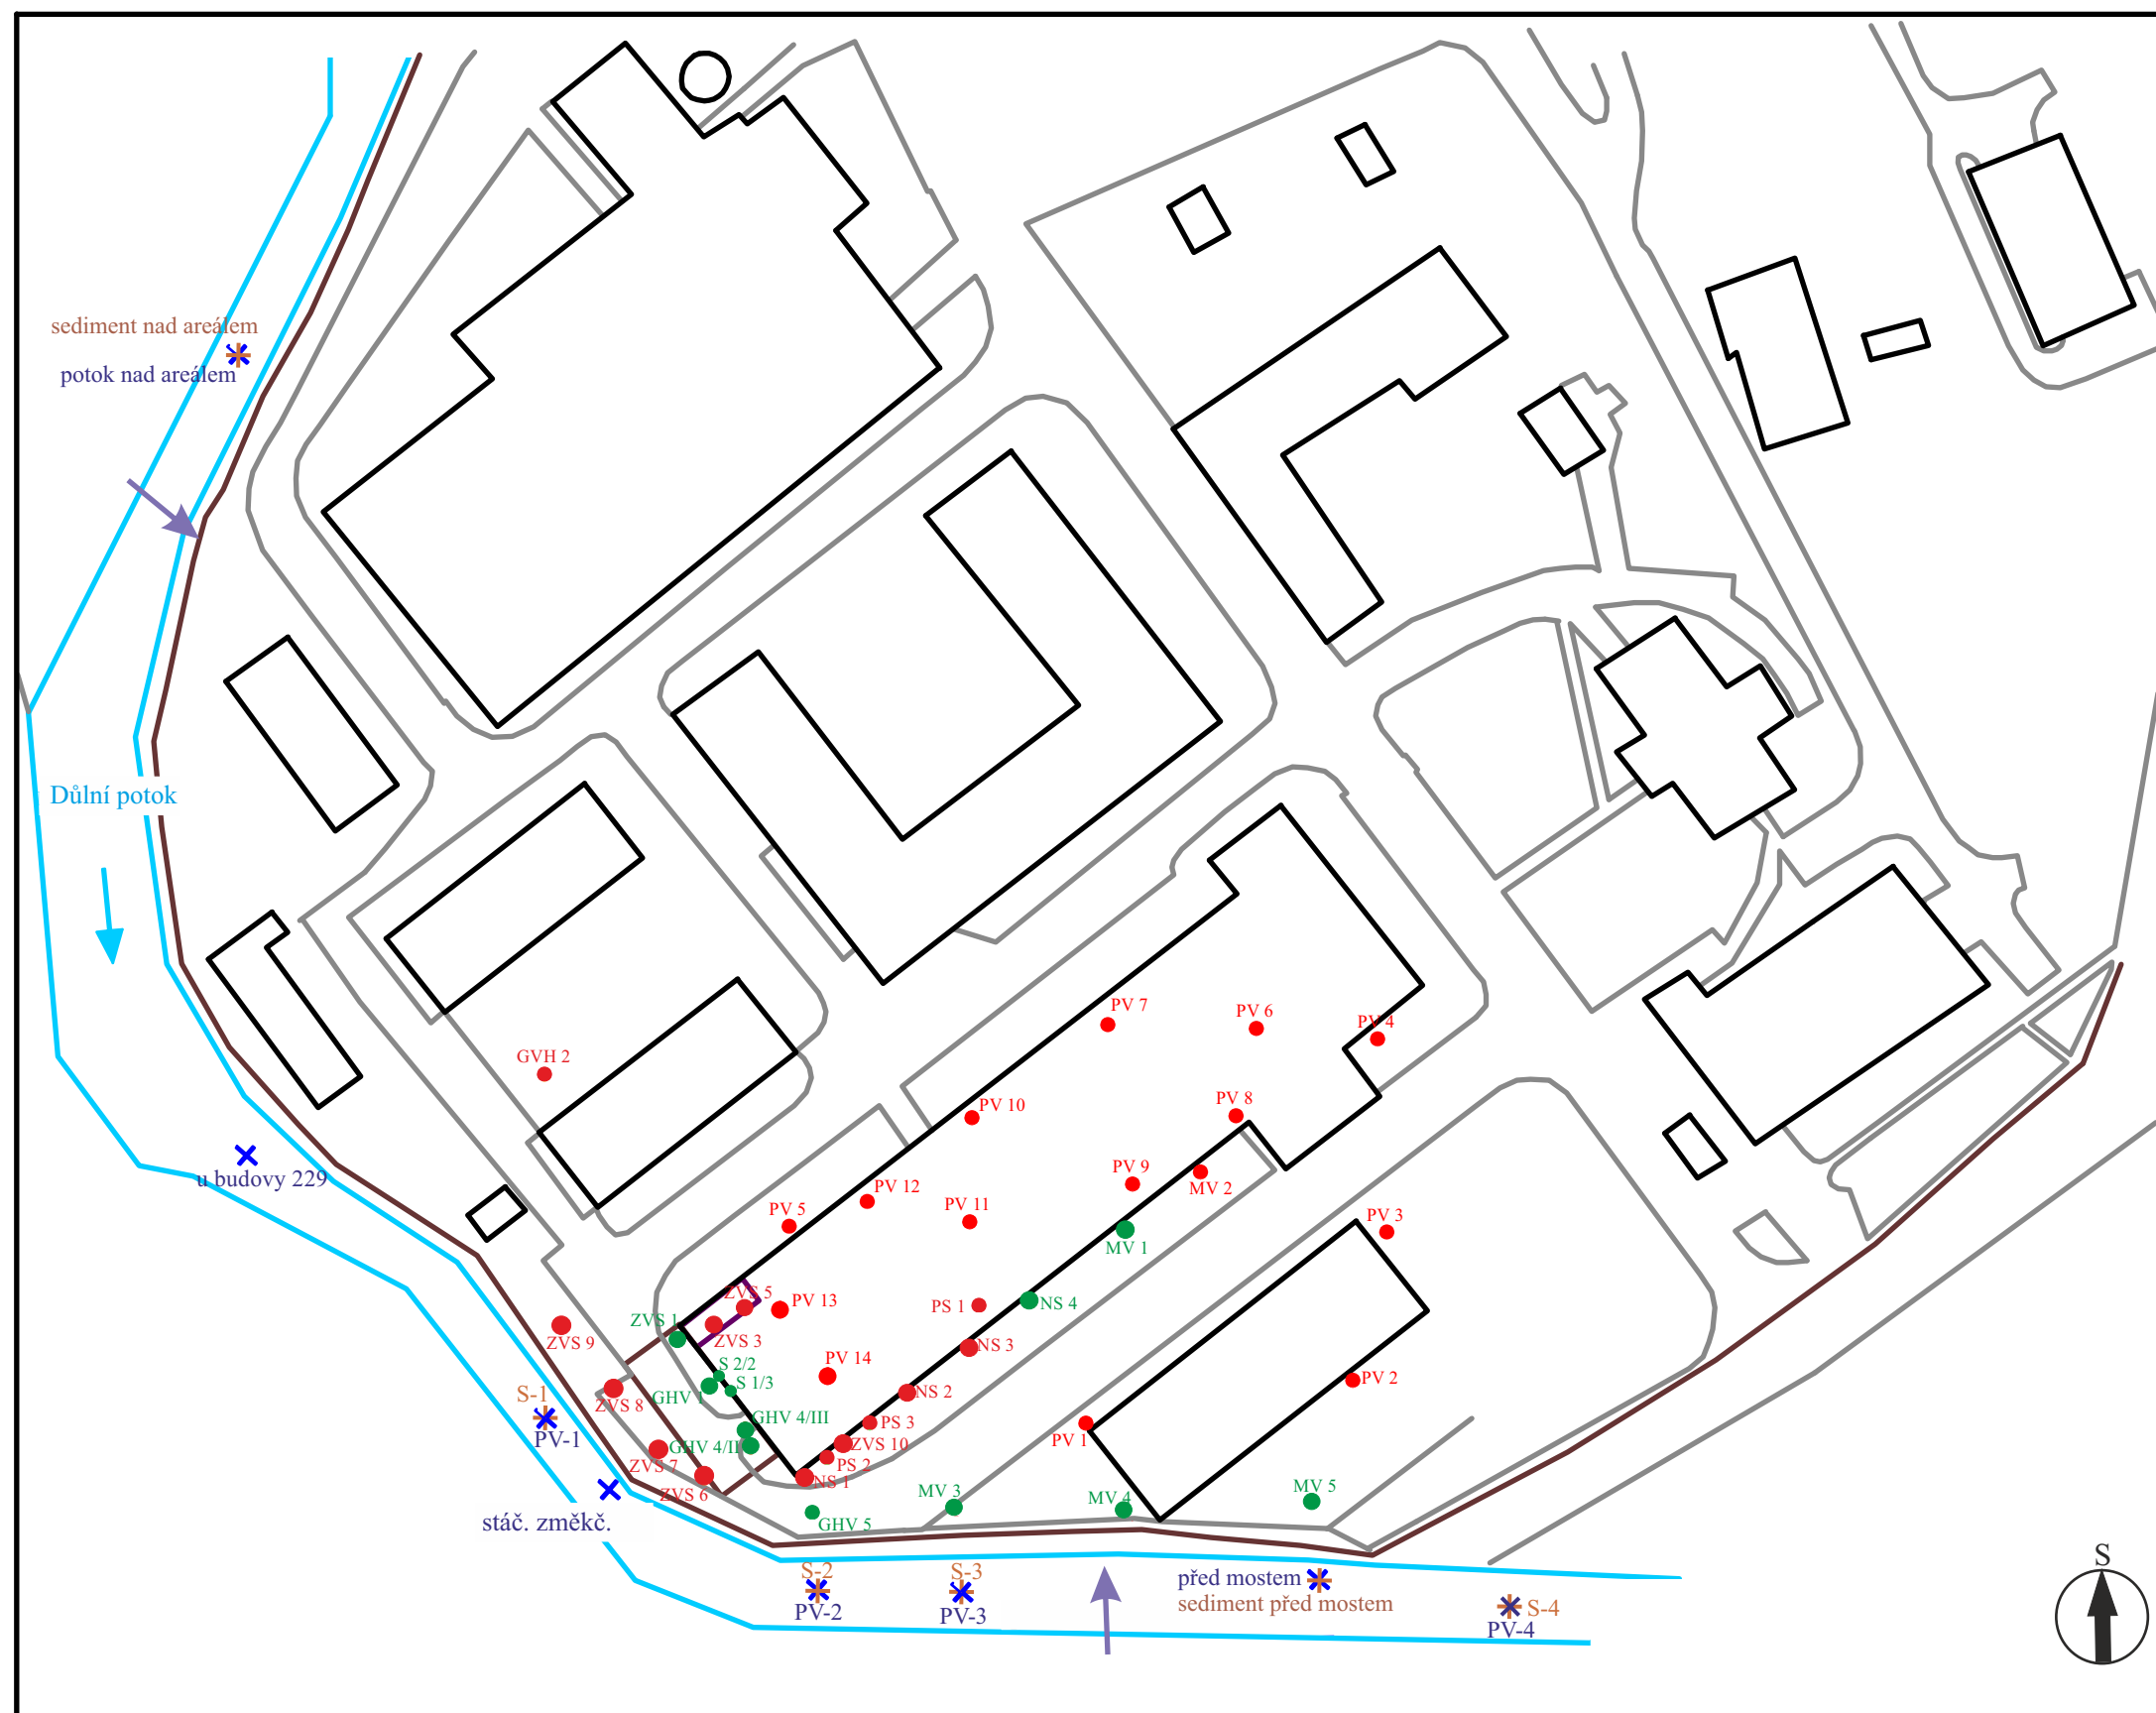 sediment nad areálem
potok nad areálem
Důlní potok
PV 7
PV 6
PV 4
GVH 2
PV 10
PV 8
u budovy 229
PV 9
MV 2
PV 12
PV 5
PV 11
PV 3
MV 1
ZVS 5
PV 13
PS 1
NS 4
ZVS 1
ZVS 9
ZVS 3
NS 3
S 2/2
PV 14
S 1/3
PV 2
S-1
ZVS 8
GHV 1
NS 2
GHV 4/III
PS 3
PV-1
GHV 4/II
ZVS 10
PV 1
ZVS 7
PS 2
NS 1
ZVS 6
MV 3
MV 4
MV 5
stáč. změkč.
GHV 5
S
S-2
S-3
před mostem
PV-2
PV-3
sediment před mostem
S-4
PV-4